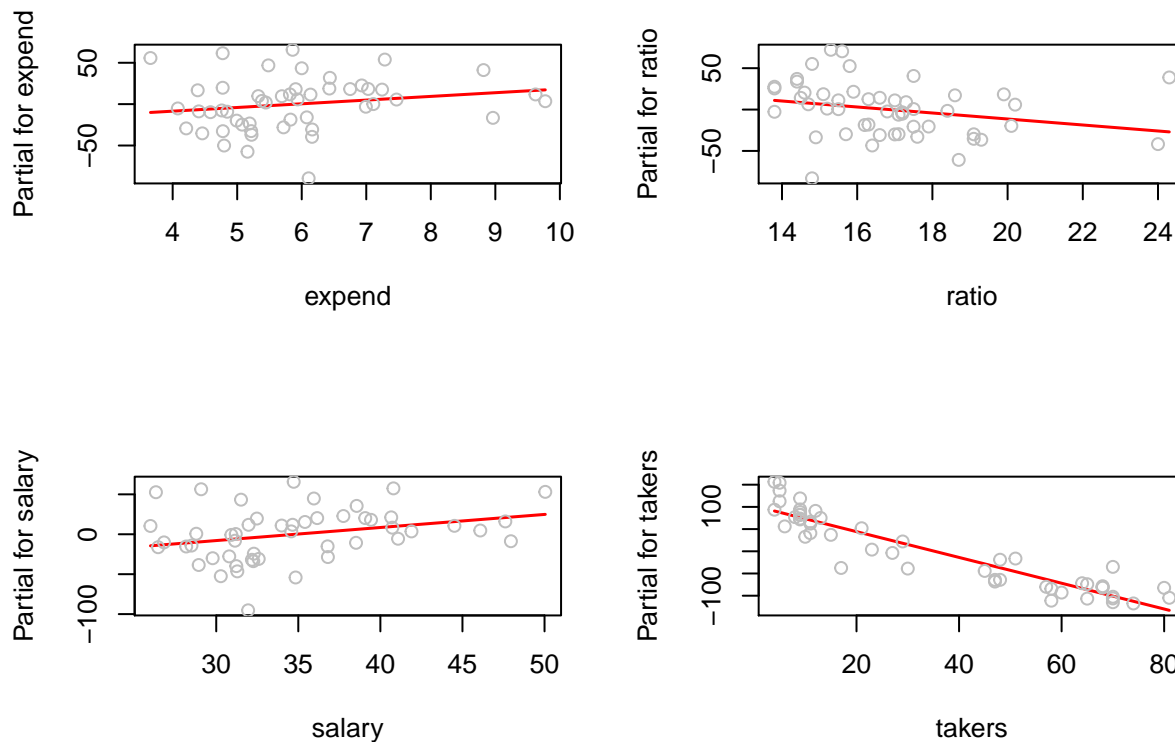 Partial for expend
50
−50
4 5 6 7 8 9 10
expend
Partial for ratio
50
−50
14 16 18 20 22 24
ratio
Partial for salary
0
−100
30 35 40 45 50
salary
Partial for takers
100
−100
20 40 60 80
takers